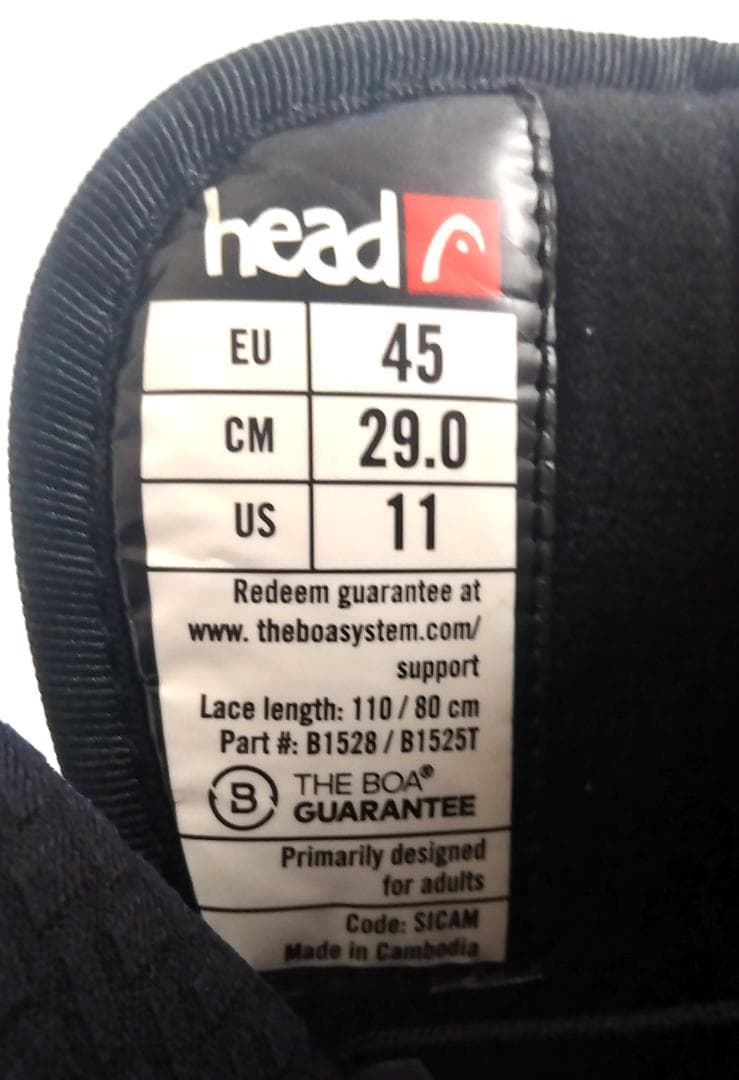 head
EU 45
CM 29.0
US 11
Redeem guarantee at
www. theboasystem.com/
support
Lace length: 110 / 80 cm
Part #: B1528 / B1525T
B THE BOA®
GUARANTEE
Primarily designed
for adults
Code: SICAM
Made in Cambodia